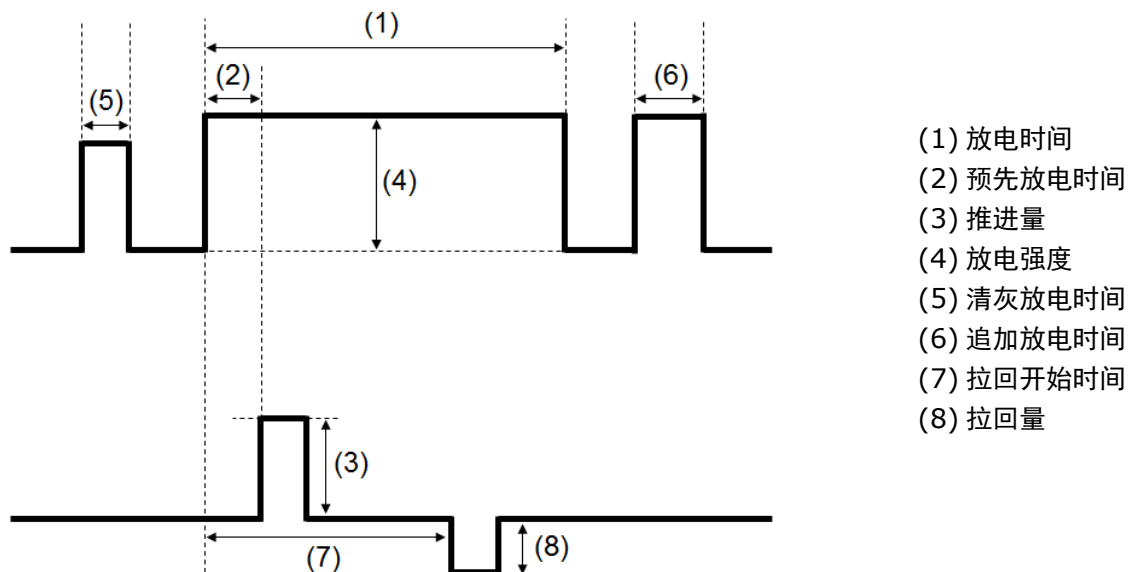 (1)
(2)
(6)
(5)
(4)
(3)
(7)
(8)
(1) 放电时间
(2) 预先放电时间
(3) 推进量
(4) 放电强度
(5) 清灰放电时间
(6) 追加放电时间
(7) 拉回开始时间
(8) 拉回量